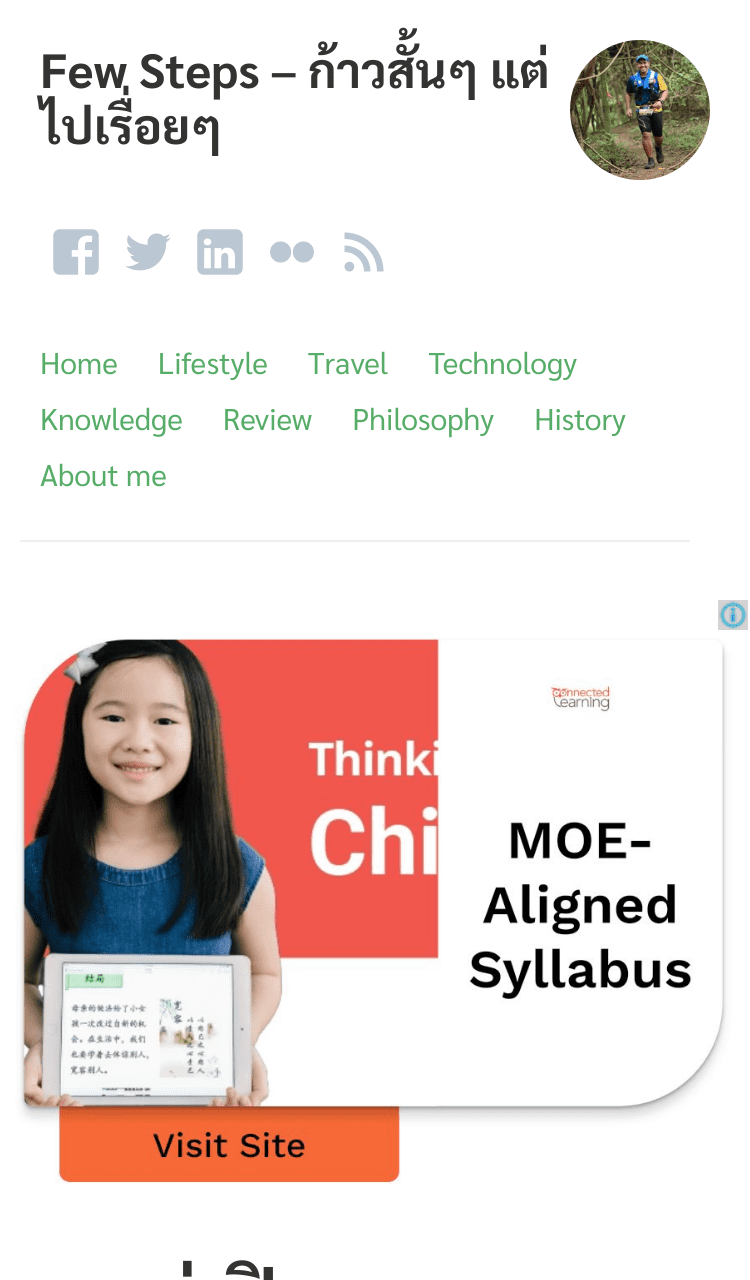 Few Steps – ก้าวสั้นๆ แต่
ไปเรื่อยๆ
Home Lifestyle Travel Technology
Knowledge Review Philosophy History
About me
connected
Learning
Thinki
Chi
MOE-
Aligned
Syllabus
结局
母亲的做法给了小女
孩一次改过自新的机
会。在生活中，我们
也要学着去体谅别人，
宽容别人。
宽容
Visit Site